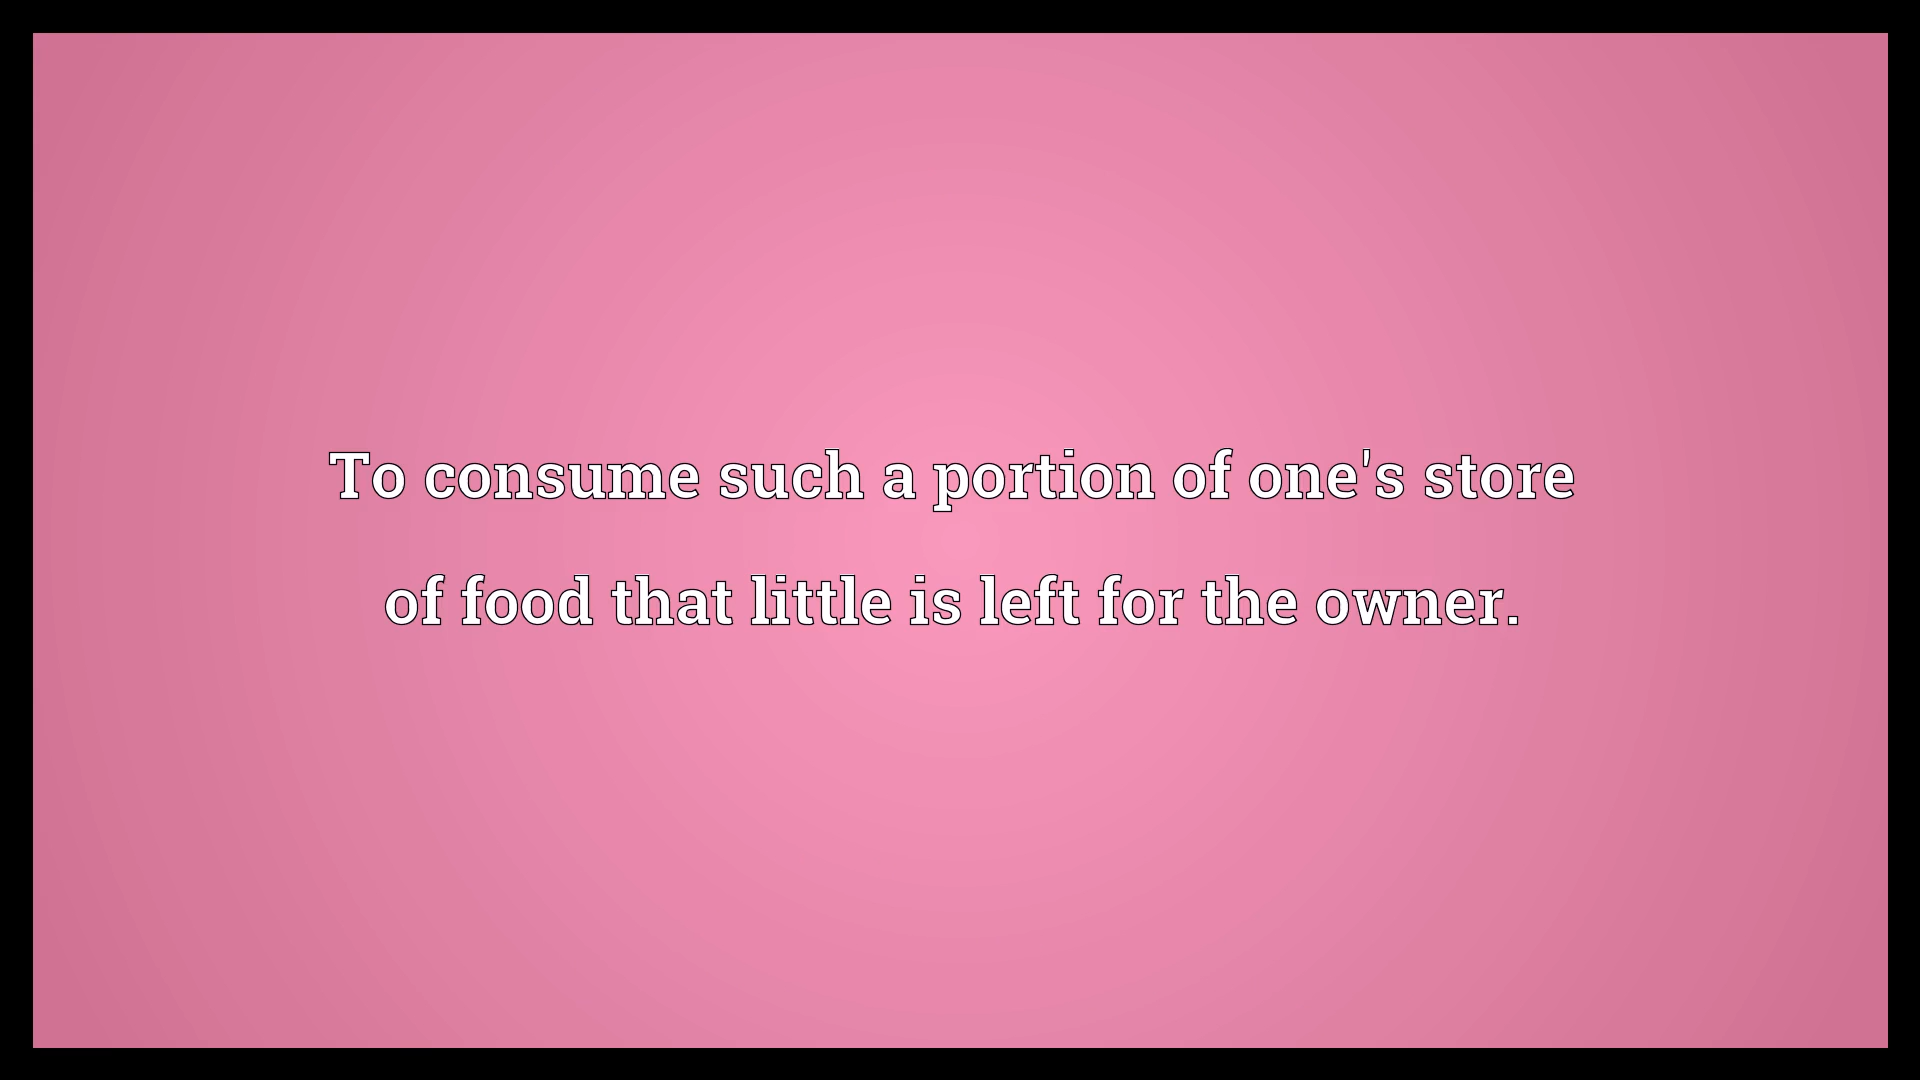 To consume such a portion of one's store
of food that little is left for the owner.